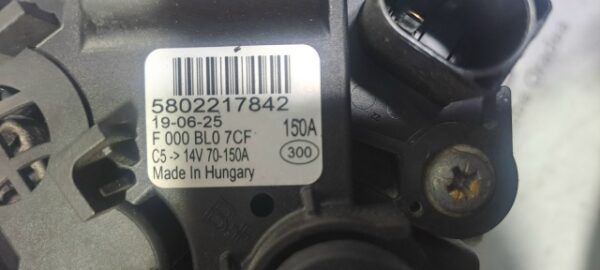 5802217842
19-06-25
F 000 BL0 7CF 150A
C5 -> 14V 70-150A 300
Made In Hungary